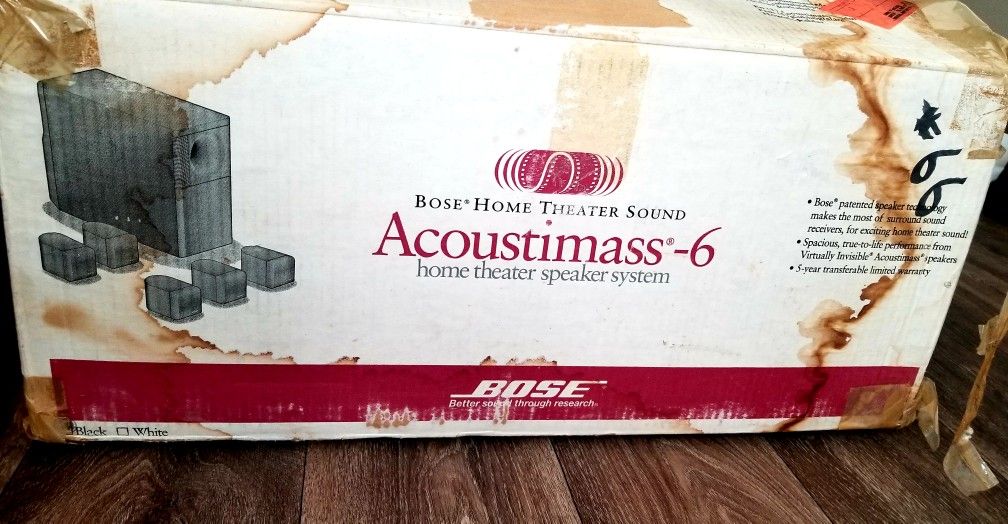 #
66
BOSE® HOME THEATER SOUND
Acoustimass®-6
home theater speaker system
• Bose® patented speaker technology
makes the most of surround sound
receivers, for exciting home theater sound!
• Spacious, true-to-life performance from
Virtually Invisible® Acoustimass® speakers
• 5-year transferable limited warranty
BOSE
Better sound through research®
Black ☐ White